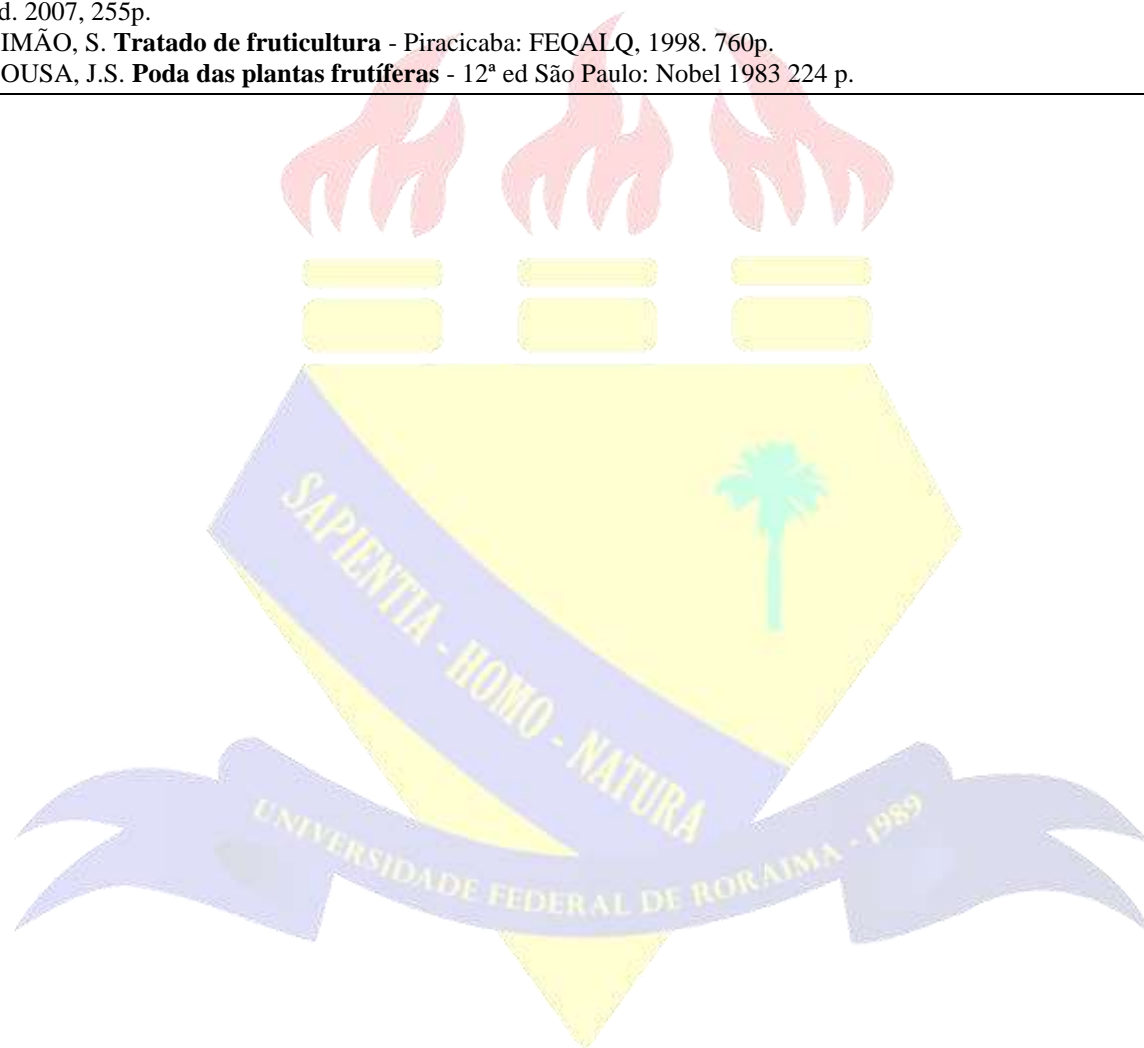 d. 2007, 255p.
IMÃO, S. Tratado de fruticultura - Piracicaba: FEQALQ, 1998. 760p.
OUSA, J.S. Poda das plantas frutíferas - 12ª ed São Paulo: Nobel 1983 224 p.
SAPIENTIA - HOMO - NATURA
UNIVERSIDADE FEDERAL DE RORAIMA - 1989